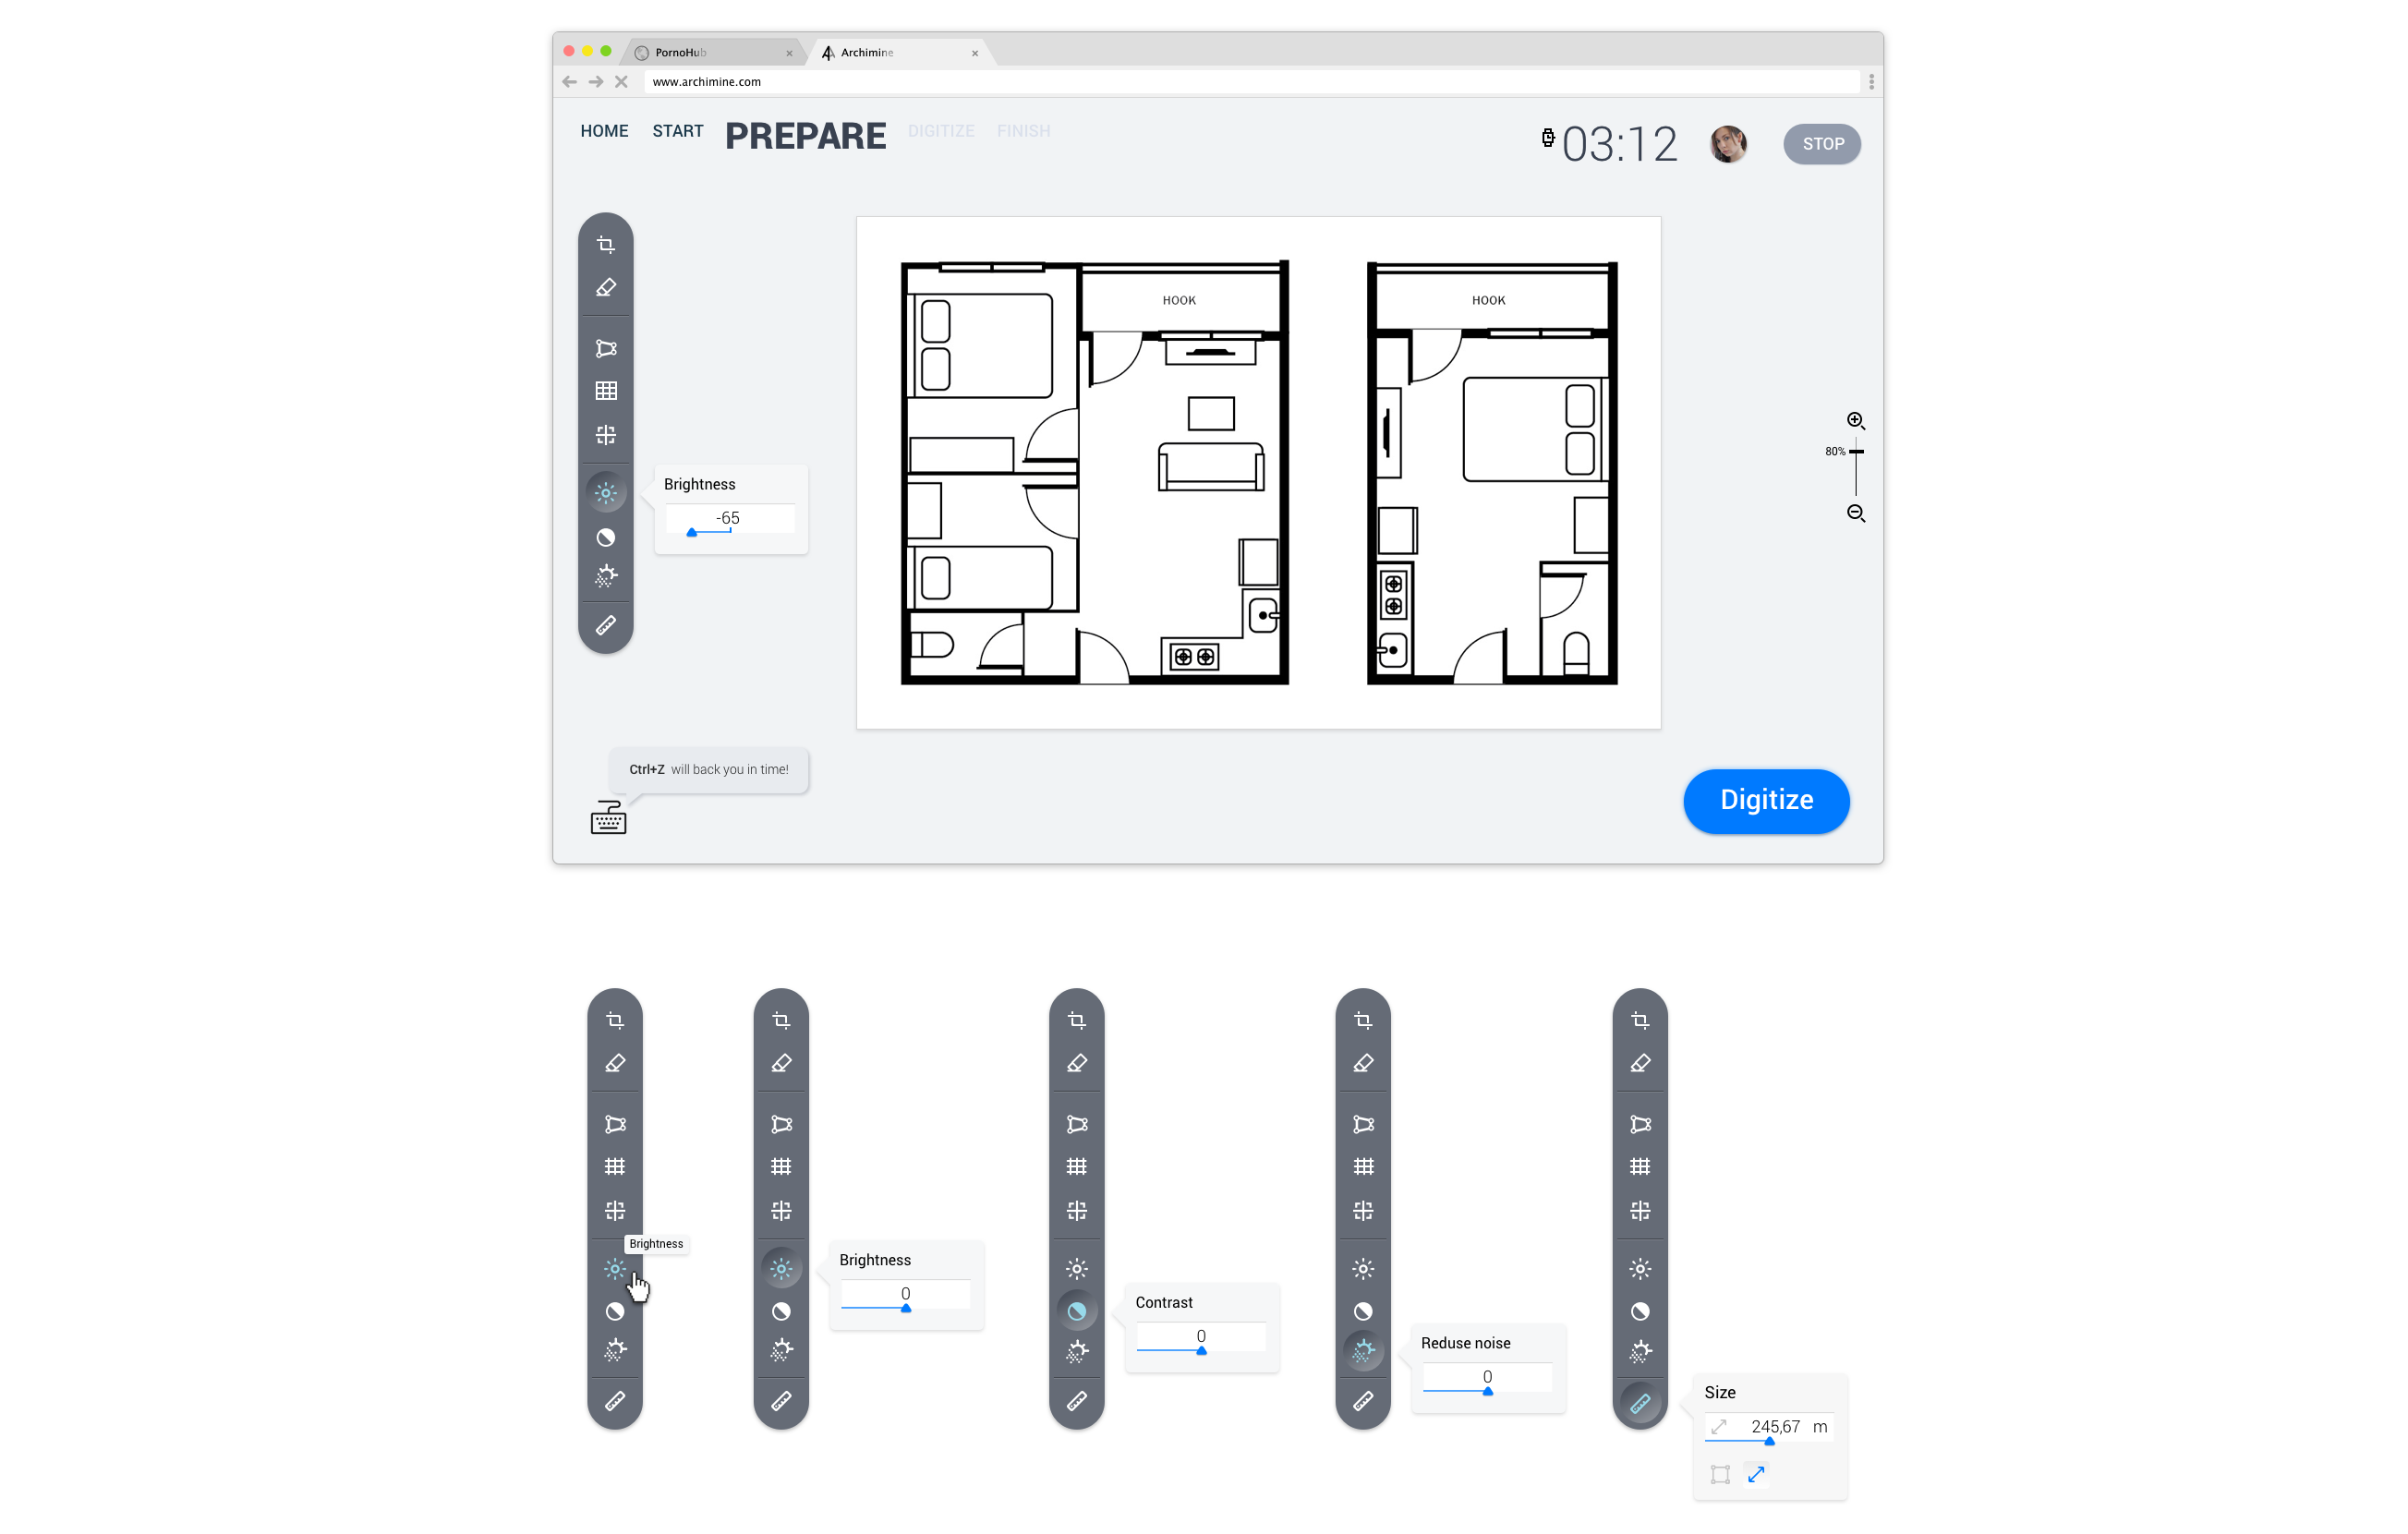 PornoHub
Archimine
www.archimine.com
HOME START PREPARE DIGITIZE FINISH
03:12
STOP
HOOK
HOOK
80%
Brightness
-65
Ctrl+Z will back you in time!
Digitize
Brightness
Brightness
0
Contrast
0
Reduse noise
0
Size
245,67 m